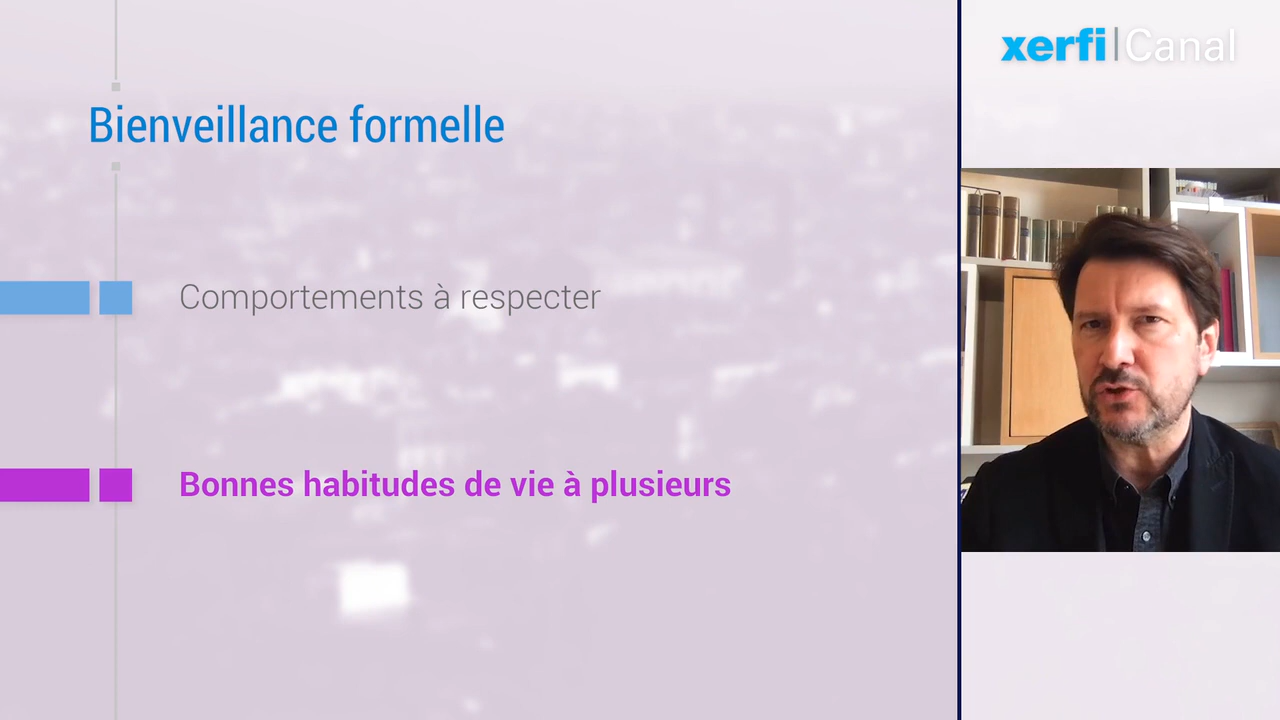 Bienveillance formelle
Comportements à respecter
Bonnes habitudes de vie à plusieurs
xerfi Canal